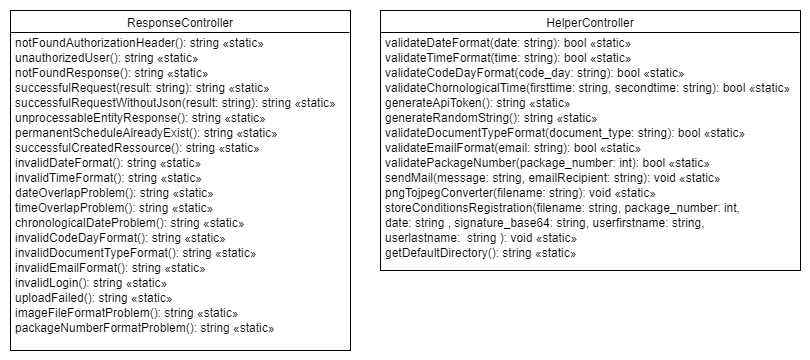 ResponseController
notFoundAuthorizationHeader(): string «static»
unauthorizedUser(): string «static»
notFoundResponse(): string «static»
successfulRequest(result: string): string «static»
successfulRequestWithoutJson(result: string): string «static»
unprocessableEntityResponse(): string «static»
permanentScheduleAlreadyExist(): string «static»
successfulCreatedRessource(): string «static»
invalidDateFormat(): string «static»
invalidTimeFormat(): string «static»
dateOverlapProblem(): string «static»
timeOverlapProblem(): string «static»
chronologicalDateProblem(): string «static»
invalidCodeDayFormat(): string «static»
invalidDocumentTypeFormat(): string «static»
invalidEmailFormat(): string «static»
invalidLogin(): string «static»
uploadFailed(): string «static»
imageFileFormatProblem(): string «static»
packageNumberFormatProblem(): string «static»
HelperController
validateDateFormat(date: string): bool «static»
validateTimeFormat(time: string): bool «static»
validateCodeDayFormat(code_day: string): bool «static»
validateChornologicalTime(firsttime: string, secondtime: string): bool «static»
generateApiToken(): string «static»
generateRandomString(): string «static»
validateDocumentTypeFormat(document_type: string): bool «static»
validateEmailFormat(email: string): bool «static»
validatePackageNumber(package_number: int): bool «static»
sendMail(message: string, emailRecipient: string): void «static»
pngTojpegConverter(filename: string): void «static»
storeConditionsRegistration(filename: string, package_number: int,
date: string , signature_base64: string, userfirstname: string,
userlastname:  string ): void «static»
getDefaultDirectory(): string «static»